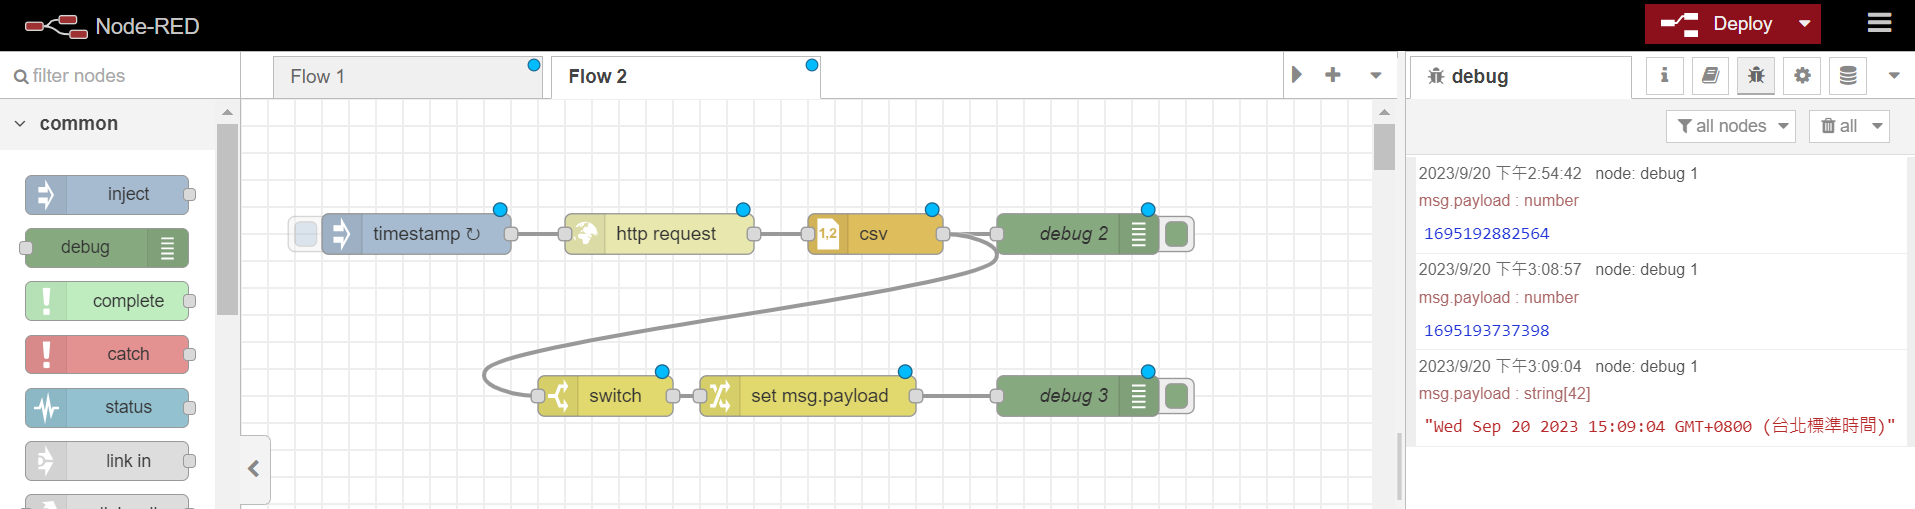 Node-RED
Deploy
filter nodes
Flow 1
Flow 2
debug
all nodes
all
common
inject
debug
complete
catch
status
link in
timestamp ↻
http request
1,2
csv
debug 2
switch
set msg.payload
debug 3
2023/9/20 下午2:54:42 node: debug 1
msg.payload : number
1695192882564
2023/9/20 下午3:08:57 node: debug 1
msg.payload : number
1695193737398
2023/9/20 下午3:09:04 node: debug 1
msg.payload : string[42]
"Wed Sep 20 2023 15:09:04 GMT+0800 (台北標準時間)"